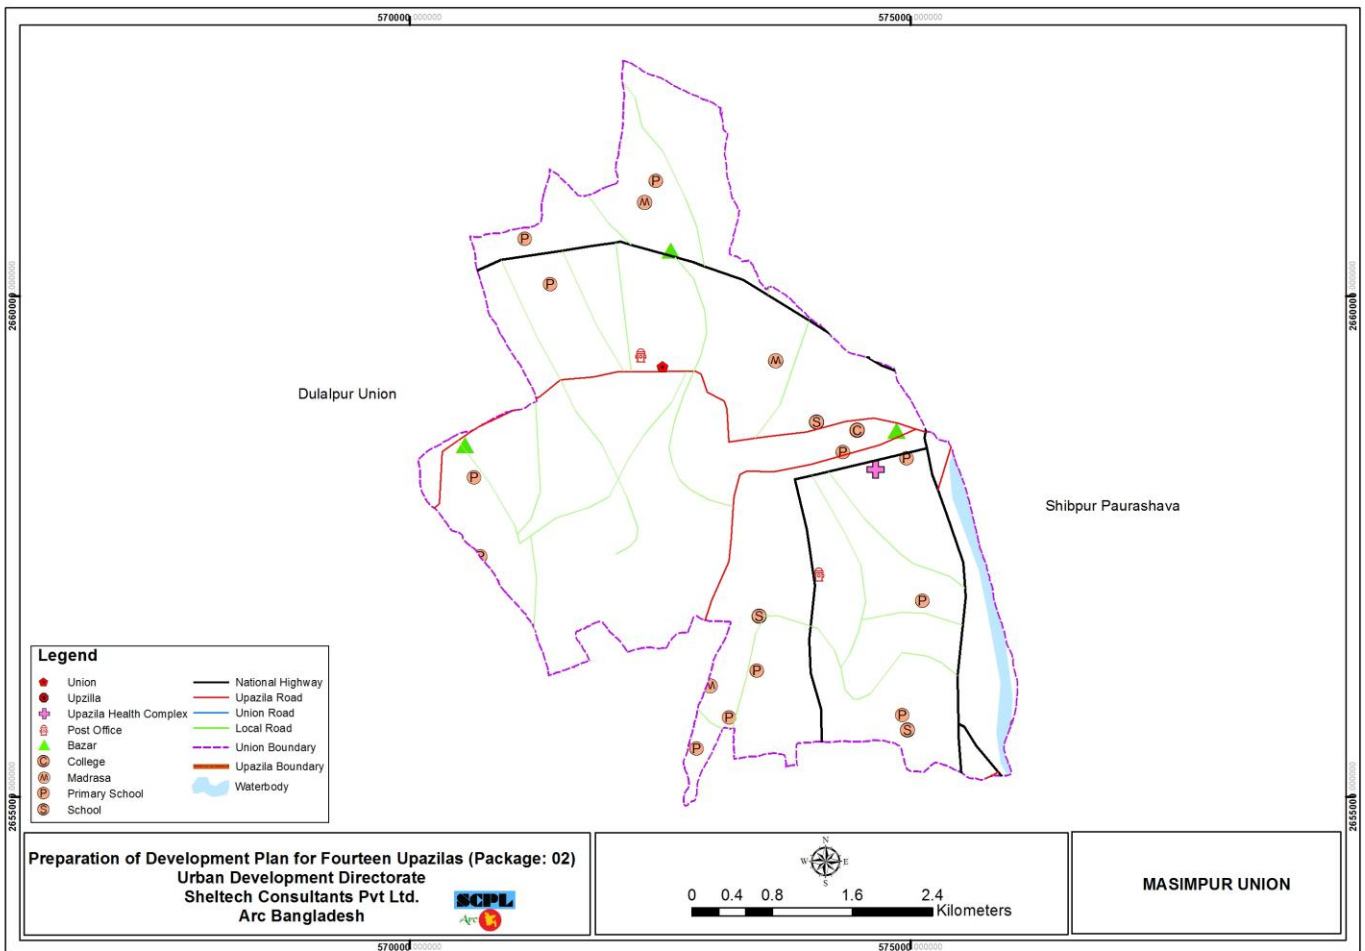 570000.000000
575000.000000
2660000.000000
2660000.000000
Dulalpur Union
Shibpur Paurashava
P
M
P
P
M
S
C
P
P
P
P
P
S
P
M
P
P
P
S
Legend
Union
Upzilla
Upazila Health Complex
Post Office
Bazar
C College
M Madrasa
P Primary School
S School
National Highway
Upazila Road
Union Road
Local Road
Union Boundary
Upazila Boundary
Waterbody
2655000.000000
2655000.000000
Preparation of Development Plan for Fourteen Upazilas (Package: 02)
Urban Development Directorate
Sheltech Consultants Pvt Ltd.
Arc Bangladesh
SCPL
Arc
N
W E
S
0 0.4 0.8 1.6 2.4
Kilometers
MASIMPUR UNION
570000.000000
575000.000000